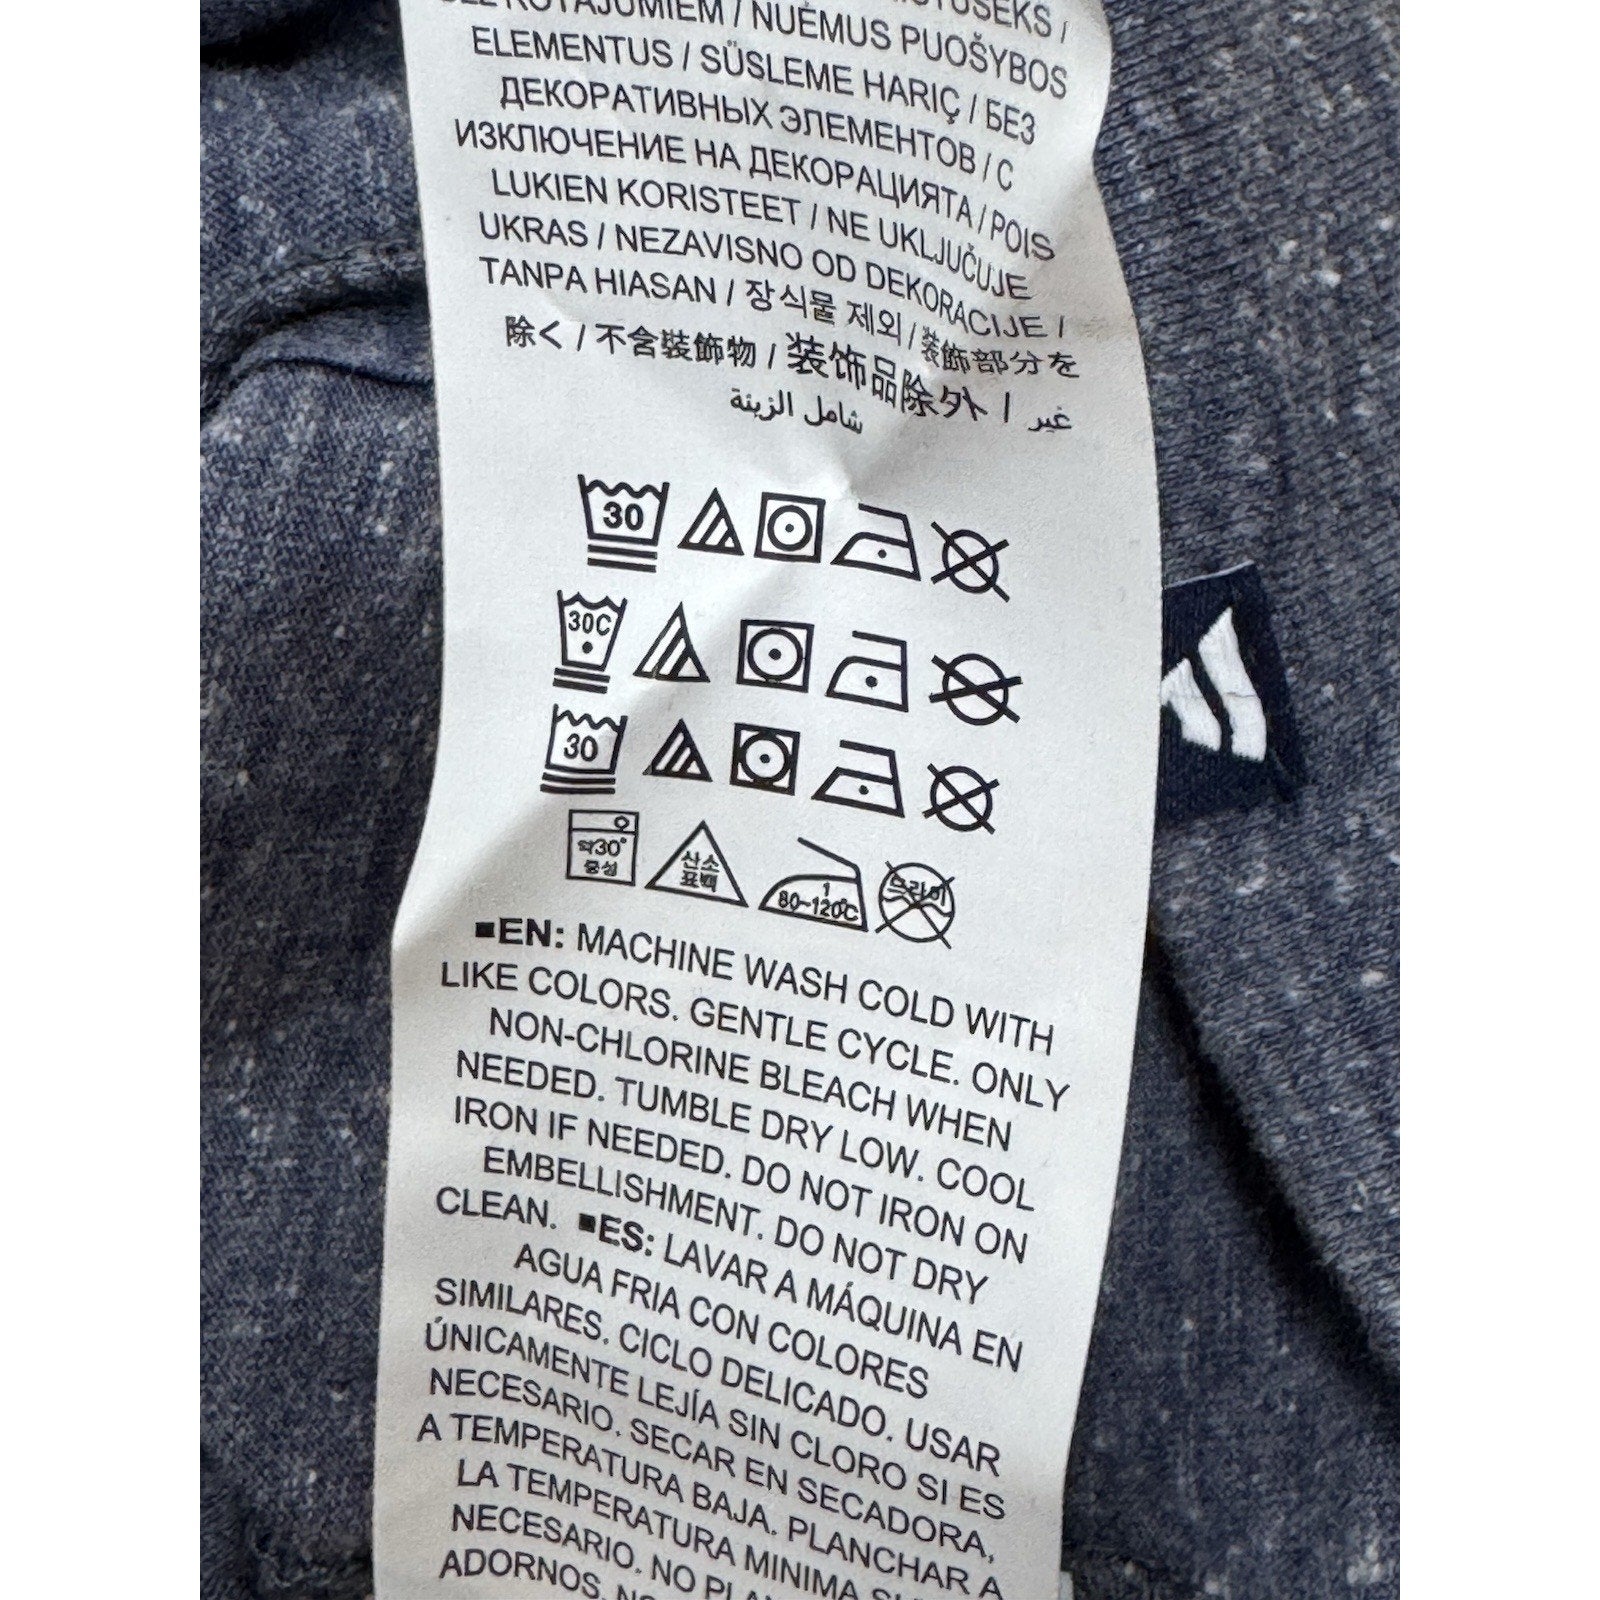 NUĖMUS PUOŠYBOS
ELEMENTUS / SÜSLEME HARIÇ / БЕЗ
ДЕКОРАТИВНЫХ ЭЛЕМЕНТОВ / С
ИЗКЛЮЧЕНИЕ НА ДЕКОРАЦИЯТА / POIS
LUKIEN KORISTEET / NE UKLJUČUJE
UKRAS / NEZAVISNO OD DEKORACIJE /
TANPA HIASAN / 장식물 제외 / 装飾部分を
除く / 不含裝飾物 / 装饰品除外 / غير
شامل الزينة
30
30C
30
약30°
중성
산소
표백
1
80~120℃
드라이
■EN: MACHINE WASH COLD WITH
LIKE COLORS. GENTLE CYCLE. ONLY
NON-CHLORINE BLEACH WHEN
NEEDED. TUMBLE DRY LOW. COOL
IRON IF NEEDED. DO NOT IRON ON
EMBELLISHMENT. DO NOT DRY
CLEAN. ■ES: LAVAR A MÁQUINA EN
AGUA FRIA CON COLORES
SIMILARES. CICLO DELICADO. USAR
ÚNICAMENTE LEJÍA SIN CLORO SI ES
NECESARIO. SECAR EN SECADORA,
A TEMPERATURA BAJA. PLANCHAR A
LA TEMPERATURA MINIMA
NECESARIO. NO
ADORNOS.